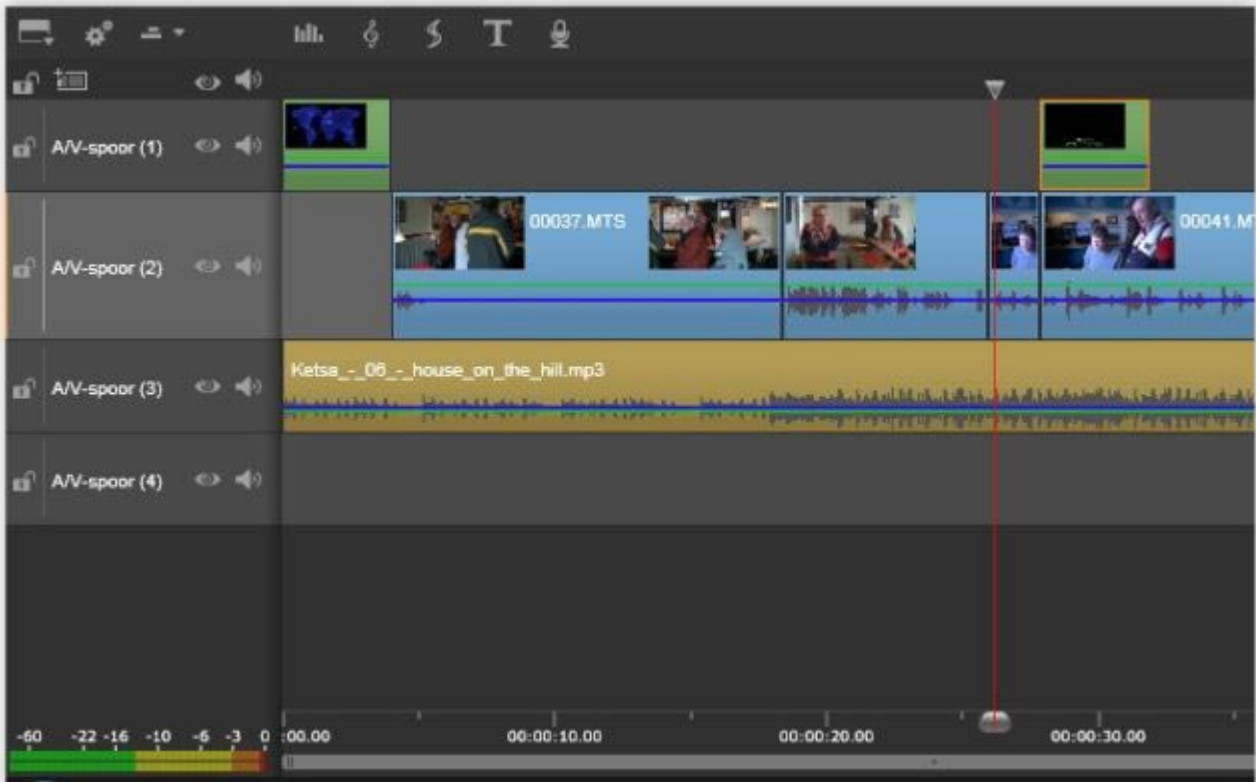 A/V-spoor (1)
00037.MTS
00041.M
A/V-spoor (2)
Ketsa_-_06_-_house_on_the_hill.mp3
A/V-spoor (3)
A/V-spoor (4)
-60 -22 -16 -10 -6 -3 0 :00.00 00:00:10.00 00:00:20.00 00:00:30.00